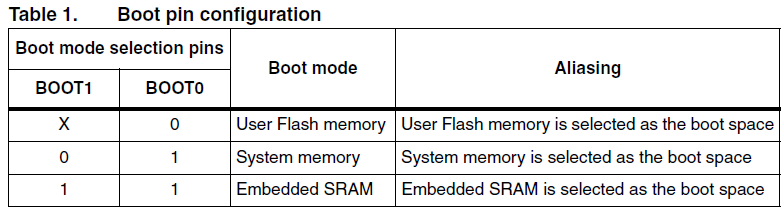 Table 1. Boot pin configuration
Boot mode selection pins Boot mode Aliasing
BOOT1 BOOT0
X 0 User Flash memory User Flash memory is selected as the boot space
0 1 System memory System memory is selected as the boot space
1 1 Embedded SRAM Embedded SRAM is selected as the boot space